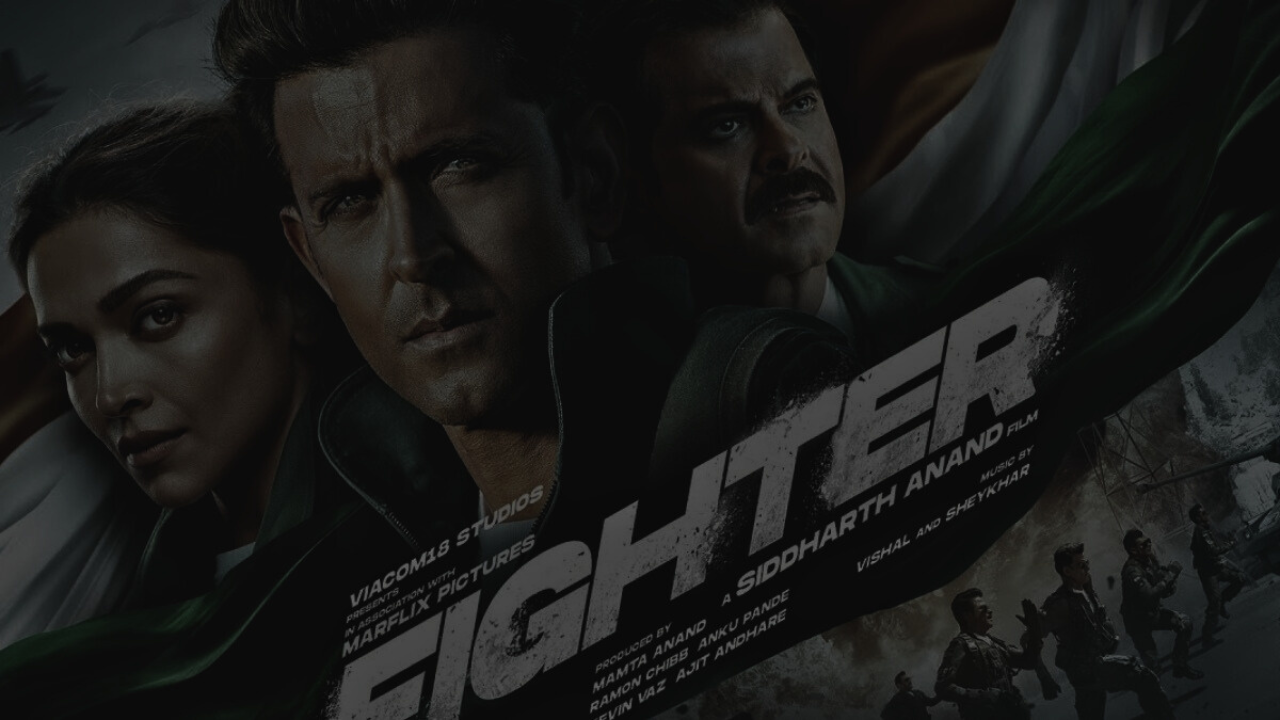 VIACOM18 STUDIOS
PRESENTS
IN ASSOCIATION WITH
MARFLIX PICTURES
FIGHTER
A SIDDHARTH ANAND FILM
MUSIC BY
VISHAL AND SHEYKHAR
PRODUCED BY
MAMTA ANAND
RAMON CHIBB ANKU PANDE
KEVIN VAZ AJIT ANDHARE